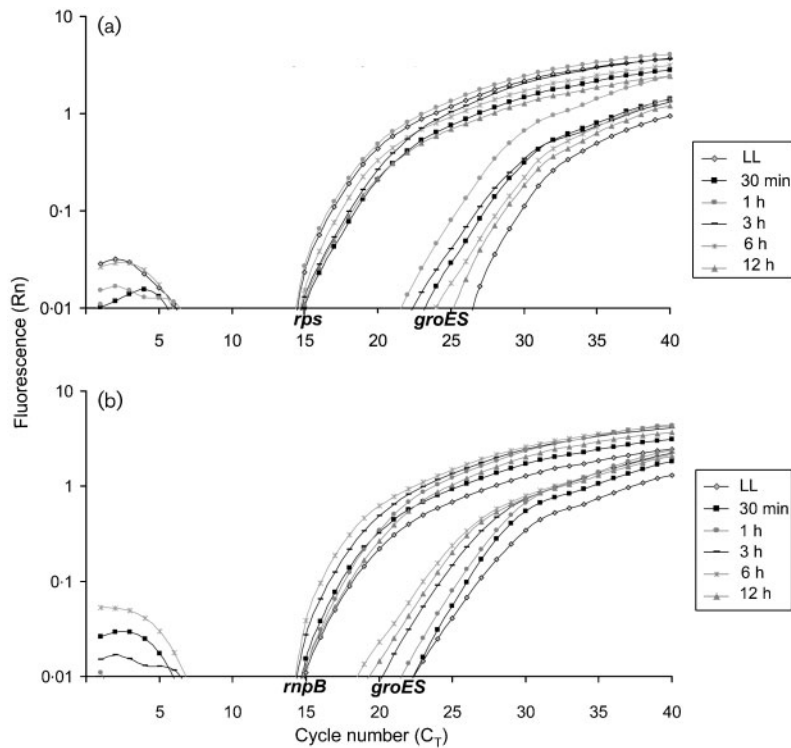 (a)
10
1
0·1
0·01
5
10
15
20
25
30
35
40
rps
groES
LL
30 min
1 h
3 h
6 h
12 h
Fluorescence (Rn)
(b)
10
1
0·1
0·01
5
10
15
20
25
30
35
40
rnpB
groES
Cycle number (C_T)
LL
30 min
1 h
3 h
6 h
12 h